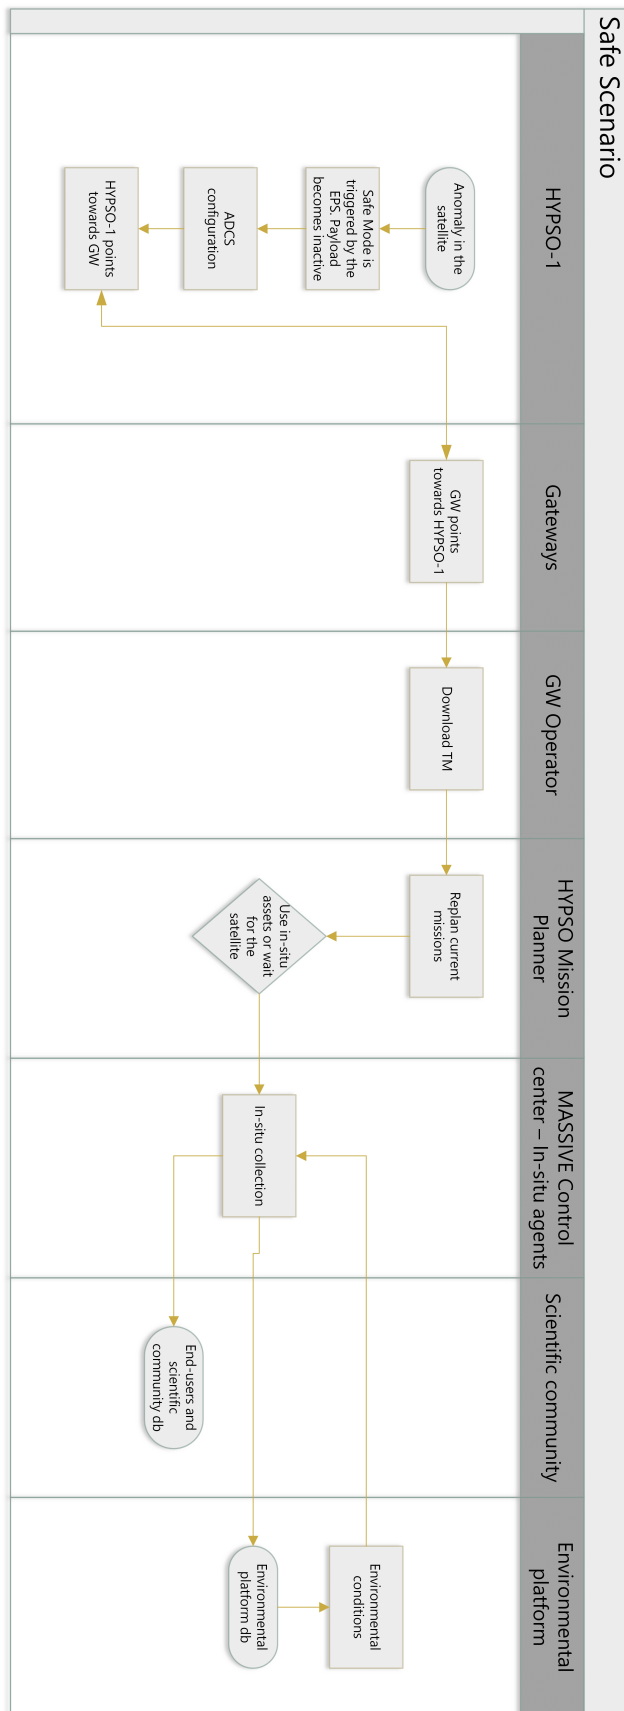 Safe Scenario
HYPSO-1
Gateways
GW Operator
HYPSO Mission
Planner
MASSIVE Control
center – In-situ agents
Scientific community
Environmental
platform
Anomaly in the
satellite
Safe Mode is
triggered by the
EPS. Payload
becomes inactive
ADCS
configuration
HYPSO-1 points
towards GW
GW points
towards HYPSO-1
Download TM
Replan current
missions
Use in-situ
assets or wait
for the
satellite
In-situ collection
End-users and
scientific
community db
Environmental
conditions
Environmental
platform db